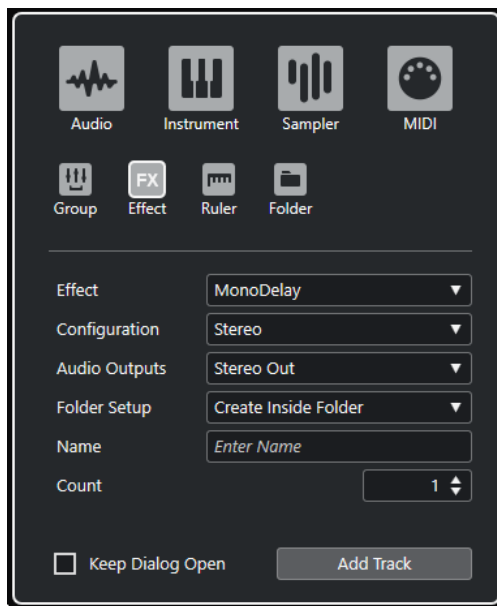 Audio Instrument Sampler MIDI
FX
Group Effect Ruler Folder
Effect MonoDelay
Configuration Stereo
Audio Outputs Stereo Out
Folder Setup Create Inside Folder
Name Enter Name
Count 1
Keep Dialog Open Add Track